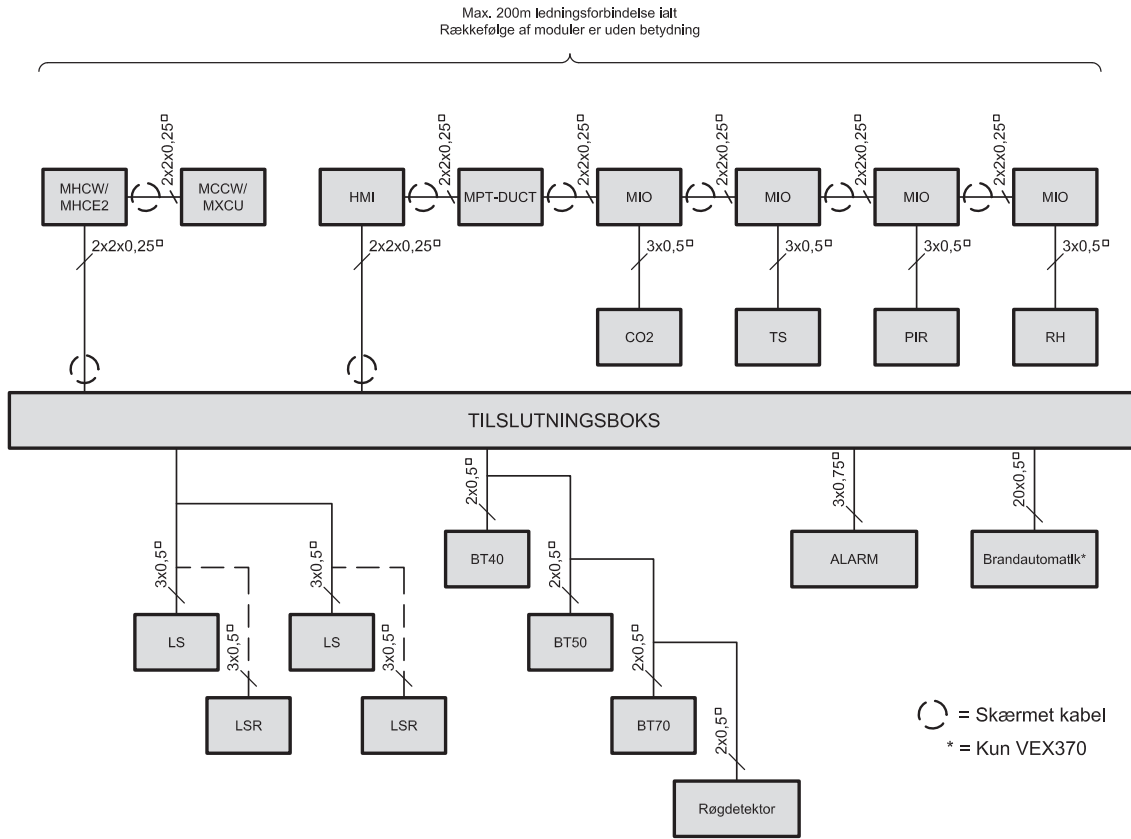 Max. 200m ledningsforbindelse ialt
Rækkefølge af moduler er uden betydning
2x2x0,25□
2x2x0,25□
2x2x0,25□
2x2x0,25□
2x2x0,25□
2x2x0,25□
MHCW/
MHCE2
MCCW/
MXCU
HMI
MPT-DUCT
MIO
MIO
MIO
MIO
2x2x0,25□
2x2x0,25□
3x0,5□
3x0,5□
3x0,5□
3x0,5□
CO2
TS
PIR
RH
TILSLUTNINGSBOKS
2x0,5□
3x0,75□
20x0,5□
BT40
ALARM
Brandautomatik*
3x0,5□
3x0,5□
2x0,5□
LS
LS
BT50
3x0,5□
3x0,5□
2x0,5□
LSR
LSR
BT70
2x0,5□
Røgdetektor
= Skærmet kabel
* = Kun VEX370